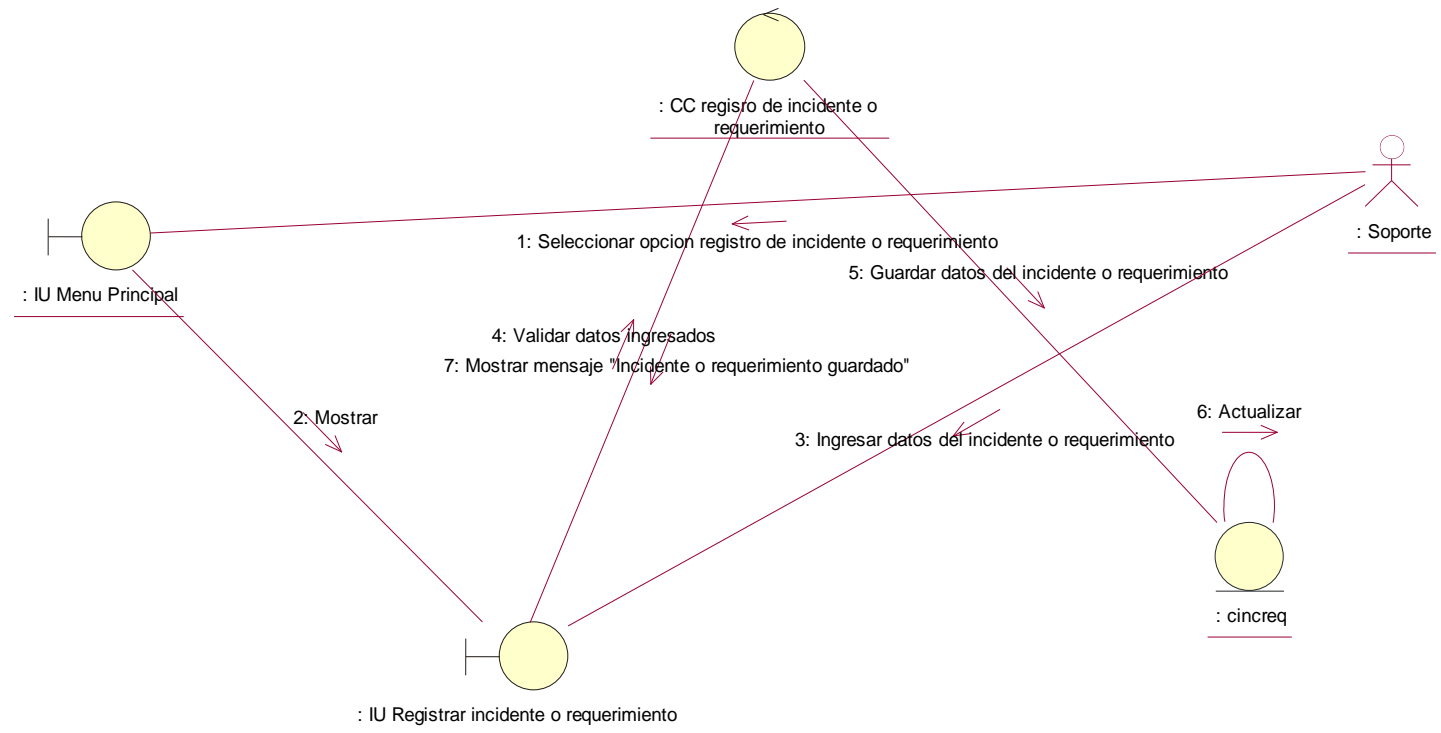 : CC regisro de incidente o
requerimiento
: Soporte
1: Seleccionar opcion registro de incidente o requerimiento
5: Guardar datos del incidente o requerimiento
: IU Menu Principal
4: Validar datos ingresados
7: Mostrar mensaje "Incidente o requerimiento guardado"
2: Mostrar
6: Actualizar
3: Ingresar datos del incidente o requerimiento
: cincreq
: IU Registrar incidente o requerimiento